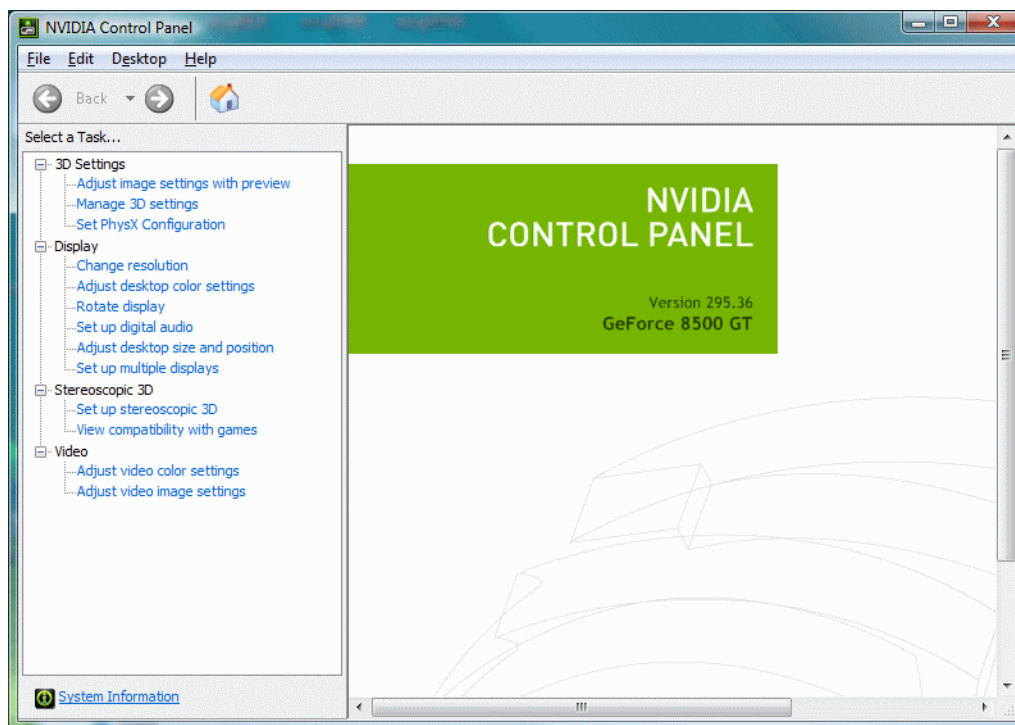 NVIDIA Control Panel
File Edit Desktop Help
Back
Select a Task...
3D Settings
Adjust image settings with preview
Manage 3D settings
Set PhysX Configuration
Display
Change resolution
Adjust desktop color settings
Rotate display
Set up digital audio
Adjust desktop size and position
Set up multiple displays
Stereoscopic 3D
Set up stereoscopic 3D
View compatibility with games
Video
Adjust video color settings
Adjust video image settings
System Information
NVIDIA
CONTROL PANEL
Version 295.36
GeForce 8500 GT